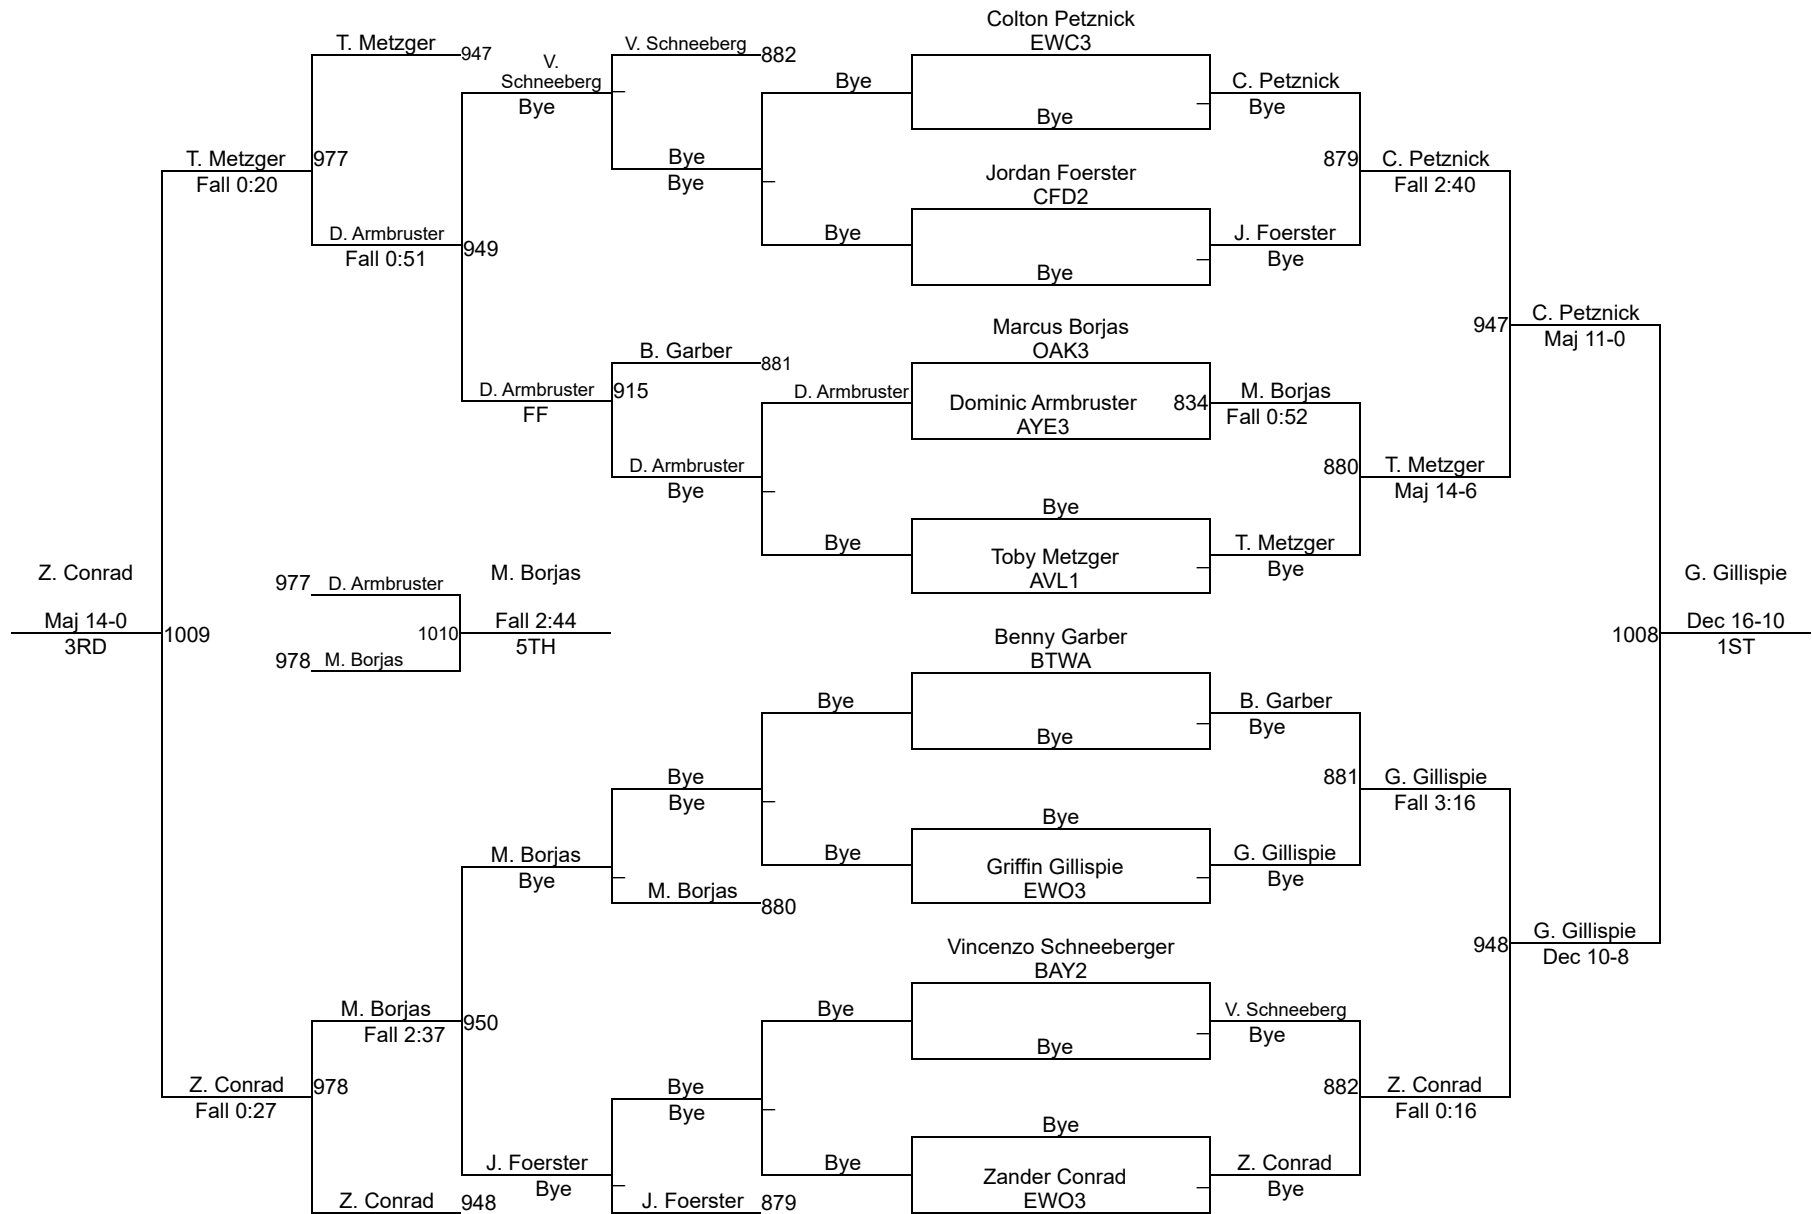 Colton Petznick
EWC3
T. Metzger
947
V. Schneeberg
882
V.
Schneeberg
Bye
Bye
C. Petznick
Bye
Bye
Bye
Bye
T. Metzger
977
Fall 0:20
879
C. Petznick
Fall 2:40
Jordan Foerster
CFD2
D. Armbruster
Fall 0:51
949
Bye
J. Foerster
Bye
Bye
Marcus Borjas
OAK3
947
C. Petznick
Maj 11-0
B. Garber
881
D. Armbruster
FF
915
D. Armbruster
Dominic Armbruster
AYE3
834
M. Borjas
Fall 0:52
D. Armbruster
Bye
880
T. Metzger
Maj 14-6
Bye
Bye
Toby Metzger
AVL1
T. Metzger
Bye
Z. Conrad
Maj 14-0
3RD
1009
977
D. Armbruster
978
M. Borjas
1010
M. Borjas
Fall 2:44
5TH
G. Gillispie
1008
Dec 16-10
1ST
Benny Garber
BTWA
Bye
Bye
B. Garber
Bye
Bye
Bye
881
G. Gillispie
Fall 3:16
Bye
Bye
Griffin Gillispie
EWO3
G. Gillispie
Bye
M. Borjas
Bye
M. Borjas
880
948
G. Gillispie
Dec 10-8
Vincenzo Schneeberger
BAY2
M. Borjas
Fall 2:37
950
Bye
Bye
V. Schneeberg
Bye
Z. Conrad
Fall 0:27
978
Bye
Bye
882
Z. Conrad
Fall 0:16
Bye
J. Foerster
Bye
Bye
Zander Conrad
EWO3
Z. Conrad
Bye
Z. Conrad
948
J. Foerster
879